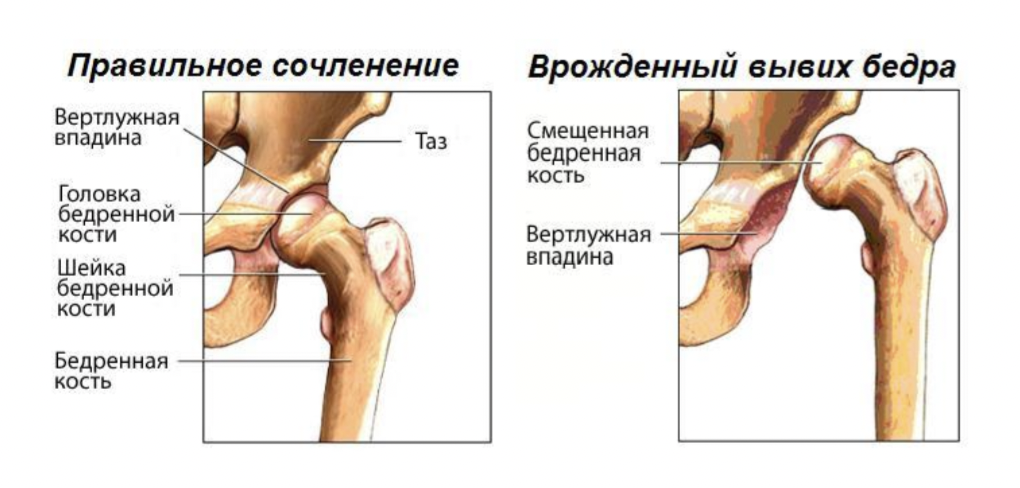 Правильное сочленение
Вертлужная
впадина
Таз
Головка
бедренной
кости
Шейка
бедренной
кости
Бедренная
кость
Врожденный вывих бедра
Смещенная
бедренная
кость
Вертлужная
впадина